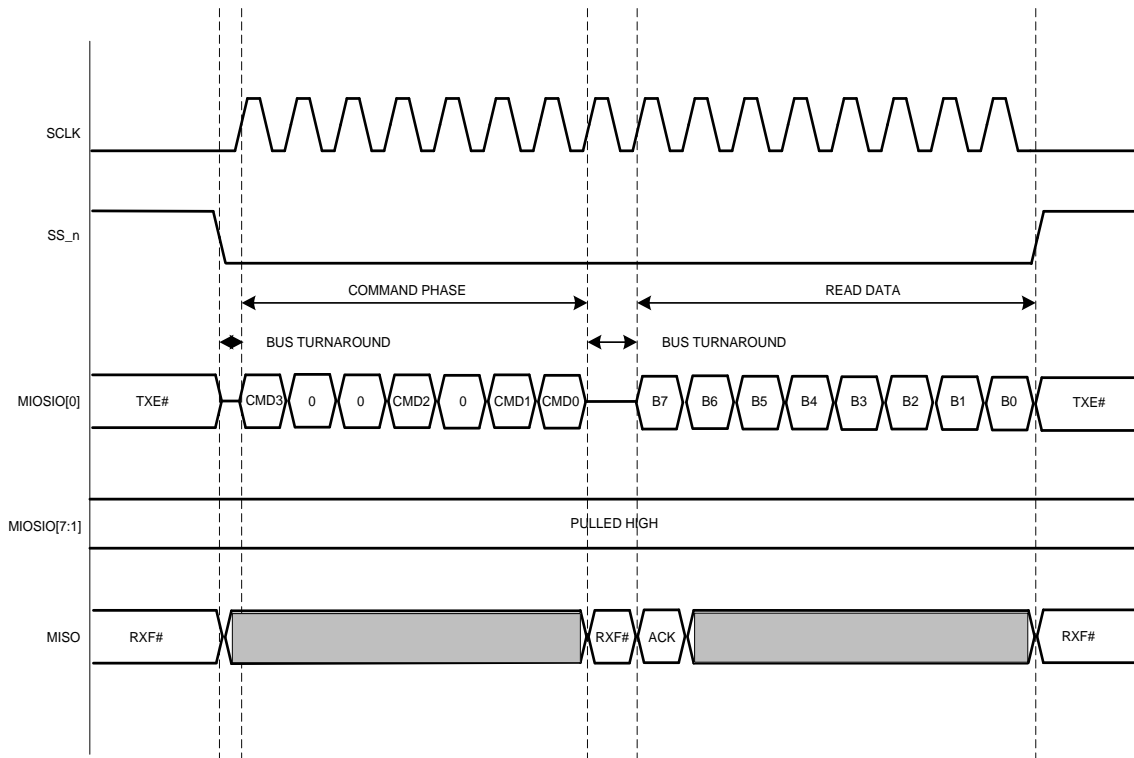 SCLK
SS_n
COMMAND PHASE READ DATA
BUS TURNAROUND BUS TURNAROUND
MIOSIO[0] TXE# CMD3 0 0 CMD2 0 CMD1 CMD0 B7 B6 B5 B4 B3 B2 B1 B0 TXE#
MIOSIO[7:1] PULLED HIGH
MISO RXF# RXF# ACK RXF#